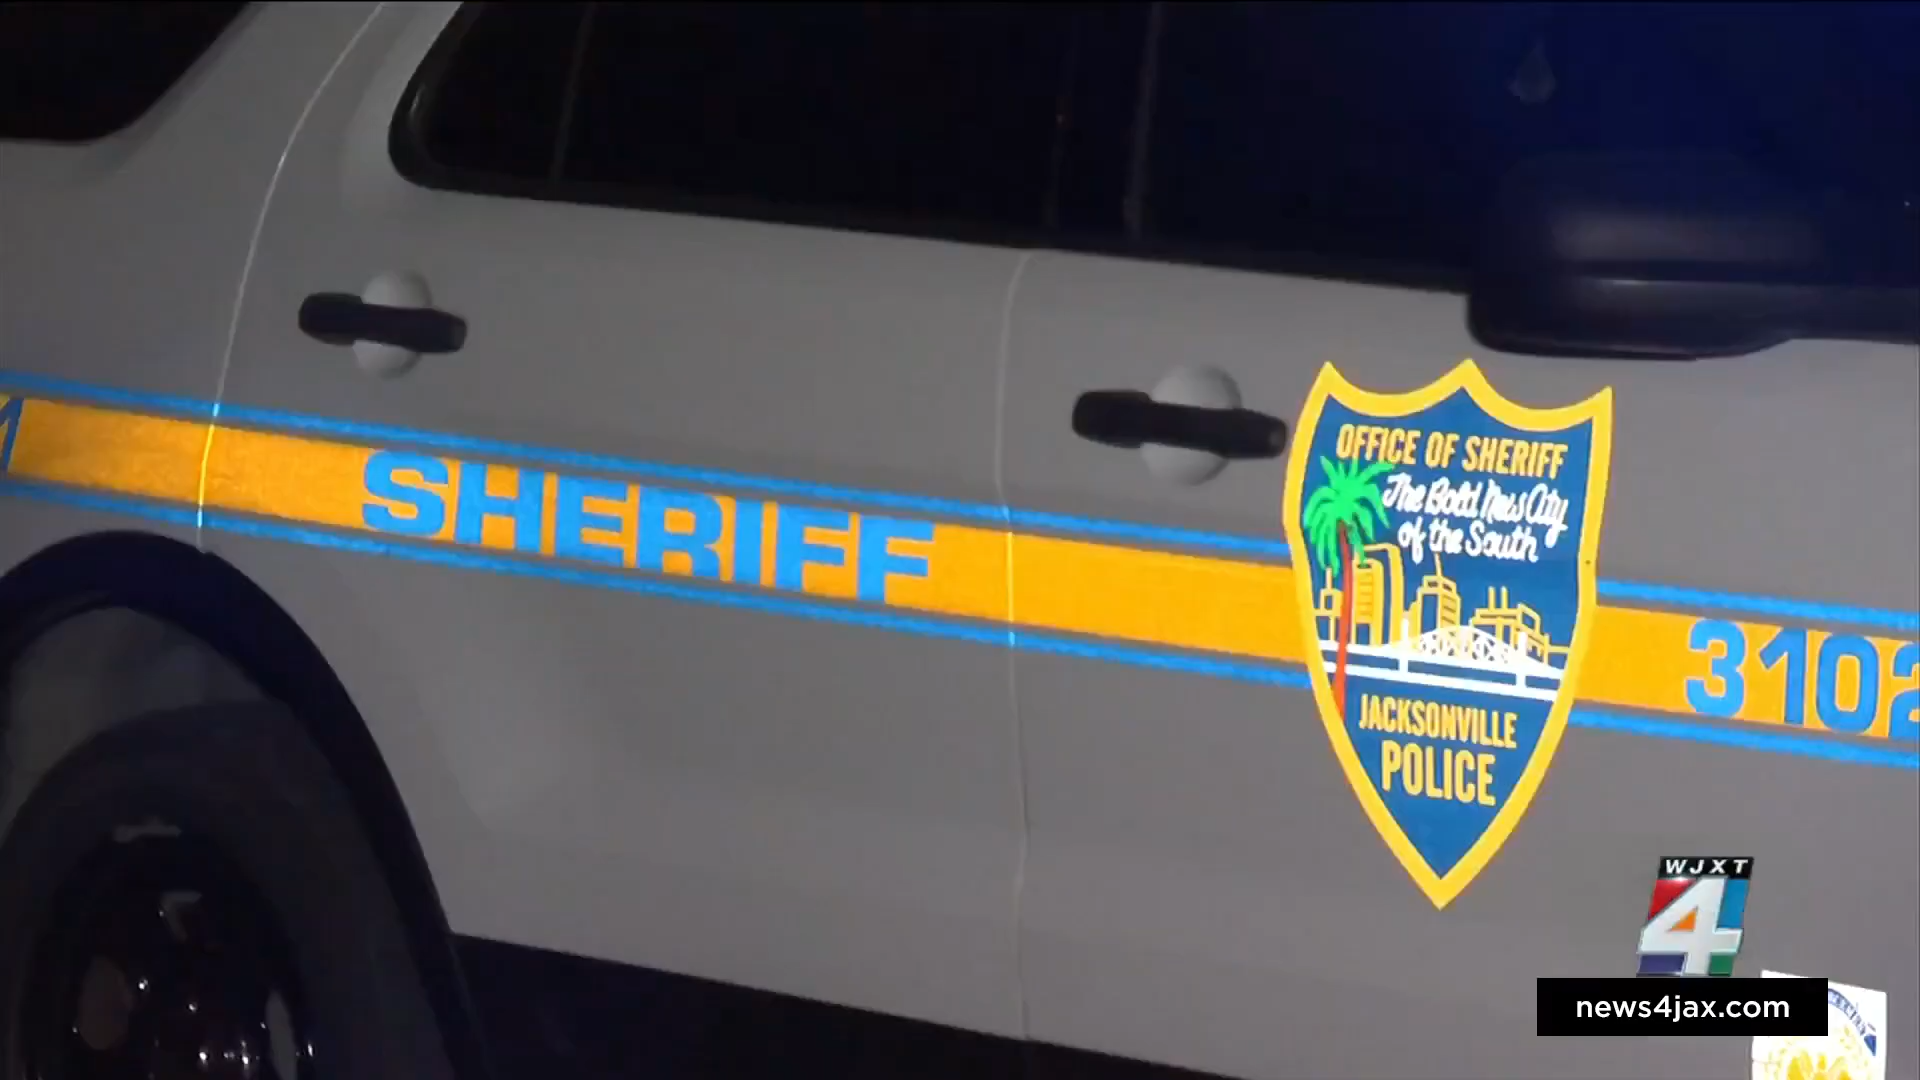 SHERIFF
OFFICE OF SHERIFF
The Bold New City
of the South
JACKSONVILLE
POLICE
3102
WJXT
4
news4jax.com